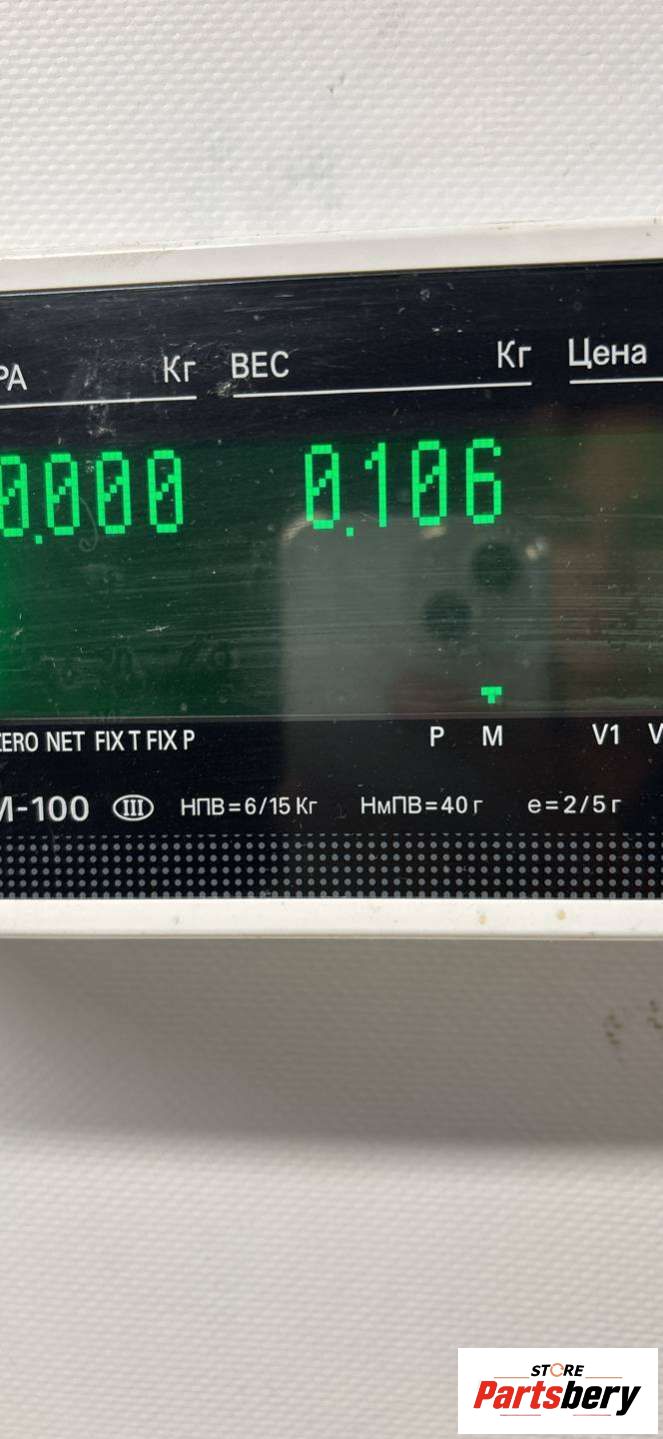 РА Кг ВЕС Кг Цена
0.000 0.106
ZERO NET FIX T FIX P P M V1 V
M-100 III НПВ=6/15 Кг НмПВ=40 г e=2/5 г
STORE
Partsbery